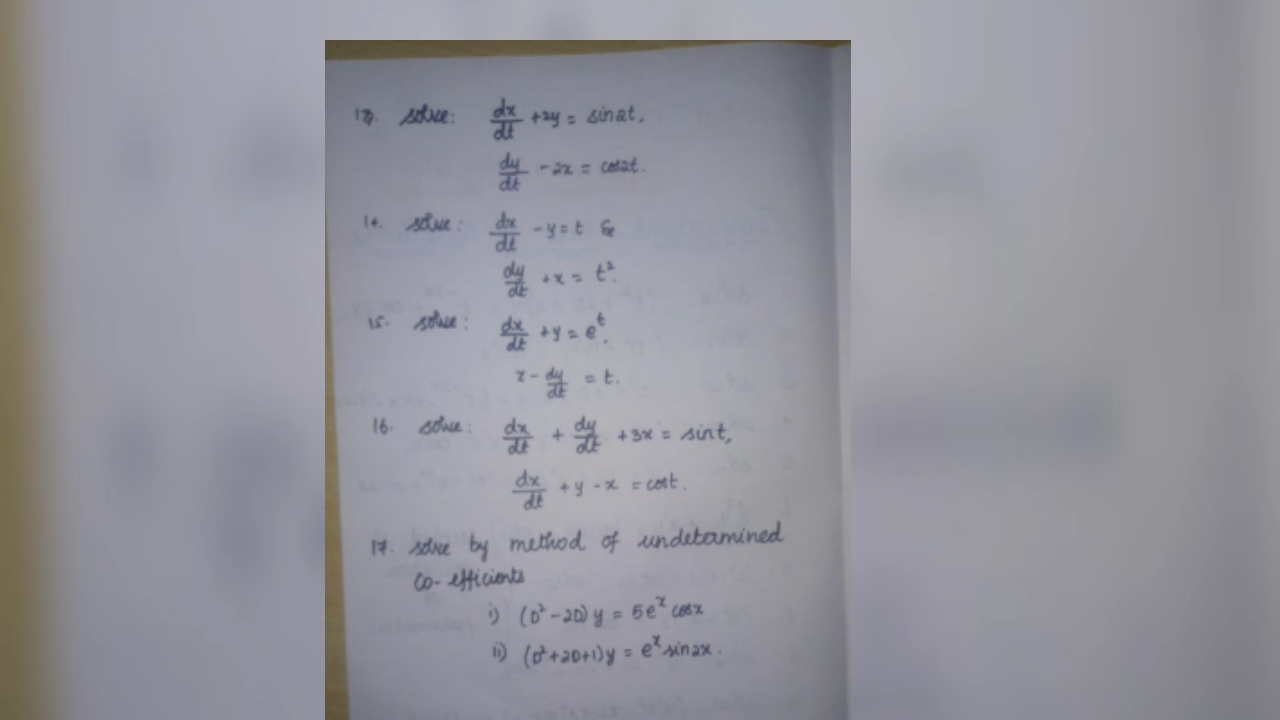 13. solve: dx/dt + 2y = sin2t,
dy/dt - 2x = cos2t.
14. solve: dx/dt - y = t &
dy/dt + x = t².
15. solve: dx/dt + y = e^t,
x - dy/dt = t.
16. solve: dx/dt + dy/dt + 3x = sint,
dx/dt + y - x = cost.
17. solve by method of undetermined
co-efficients
i) (D² - 2D) y = 5e^x cosx
ii) (D² + 2D + 1)y = e^x sin2x.